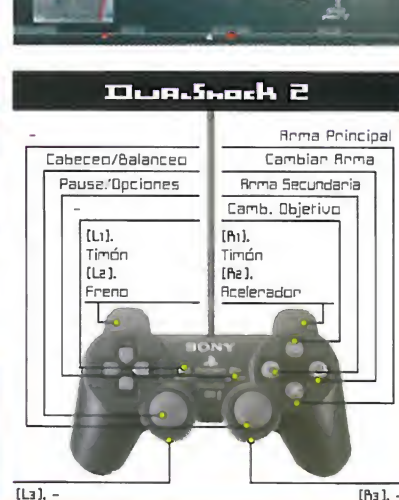 DualShock 2
-
Arma Principal
Cabeceo/Balanceo
Cambiar Arma
Pausa/Opciones
Arma Secundaria
-
Camb. Objetivo
[L1].
Timón
[L2].
Freno
[R1].
Timón
[R2].
Acelerador
SONY
[L3]. -
[R3]. -